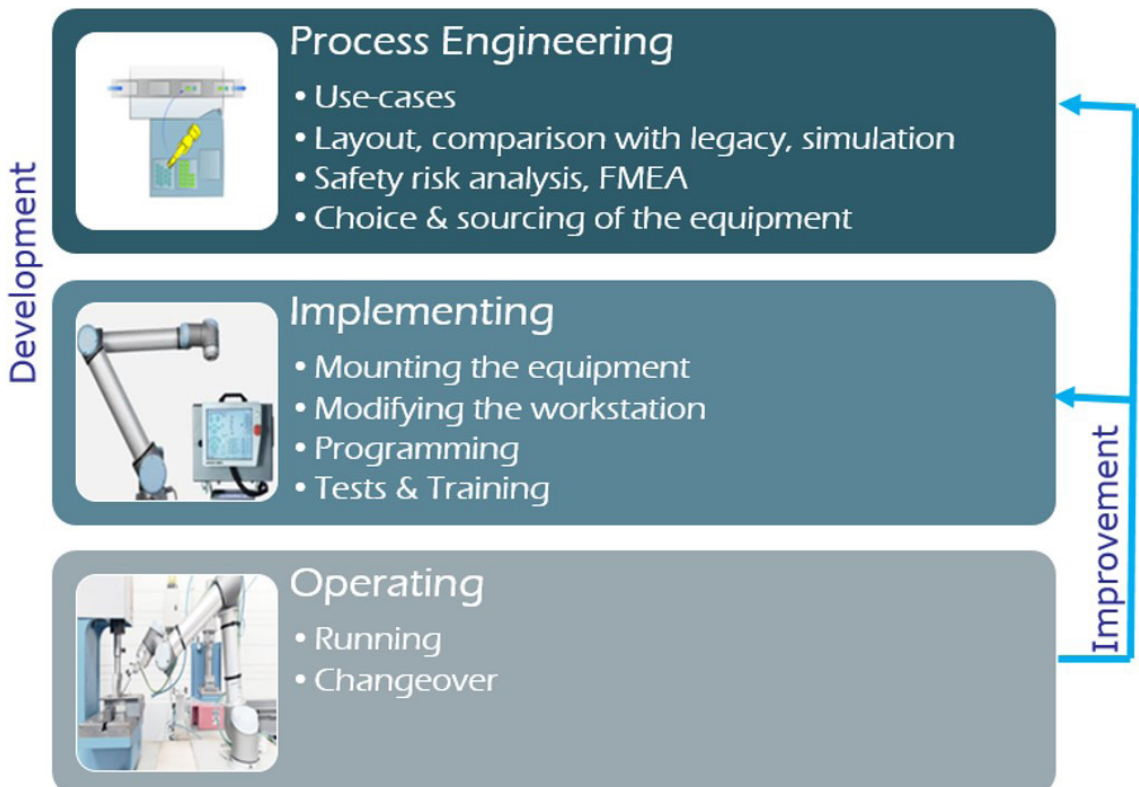 Development
Process Engineering
• Use-cases
• Layout, comparison with legacy, simulation
• Safety risk analysis, FMEA
• Choice & sourcing of the equipment
Implementing
• Mounting the equipment
• Modifying the workstation
• Programming
• Tests & Training
Operating
• Running
• Changeover
Improvement